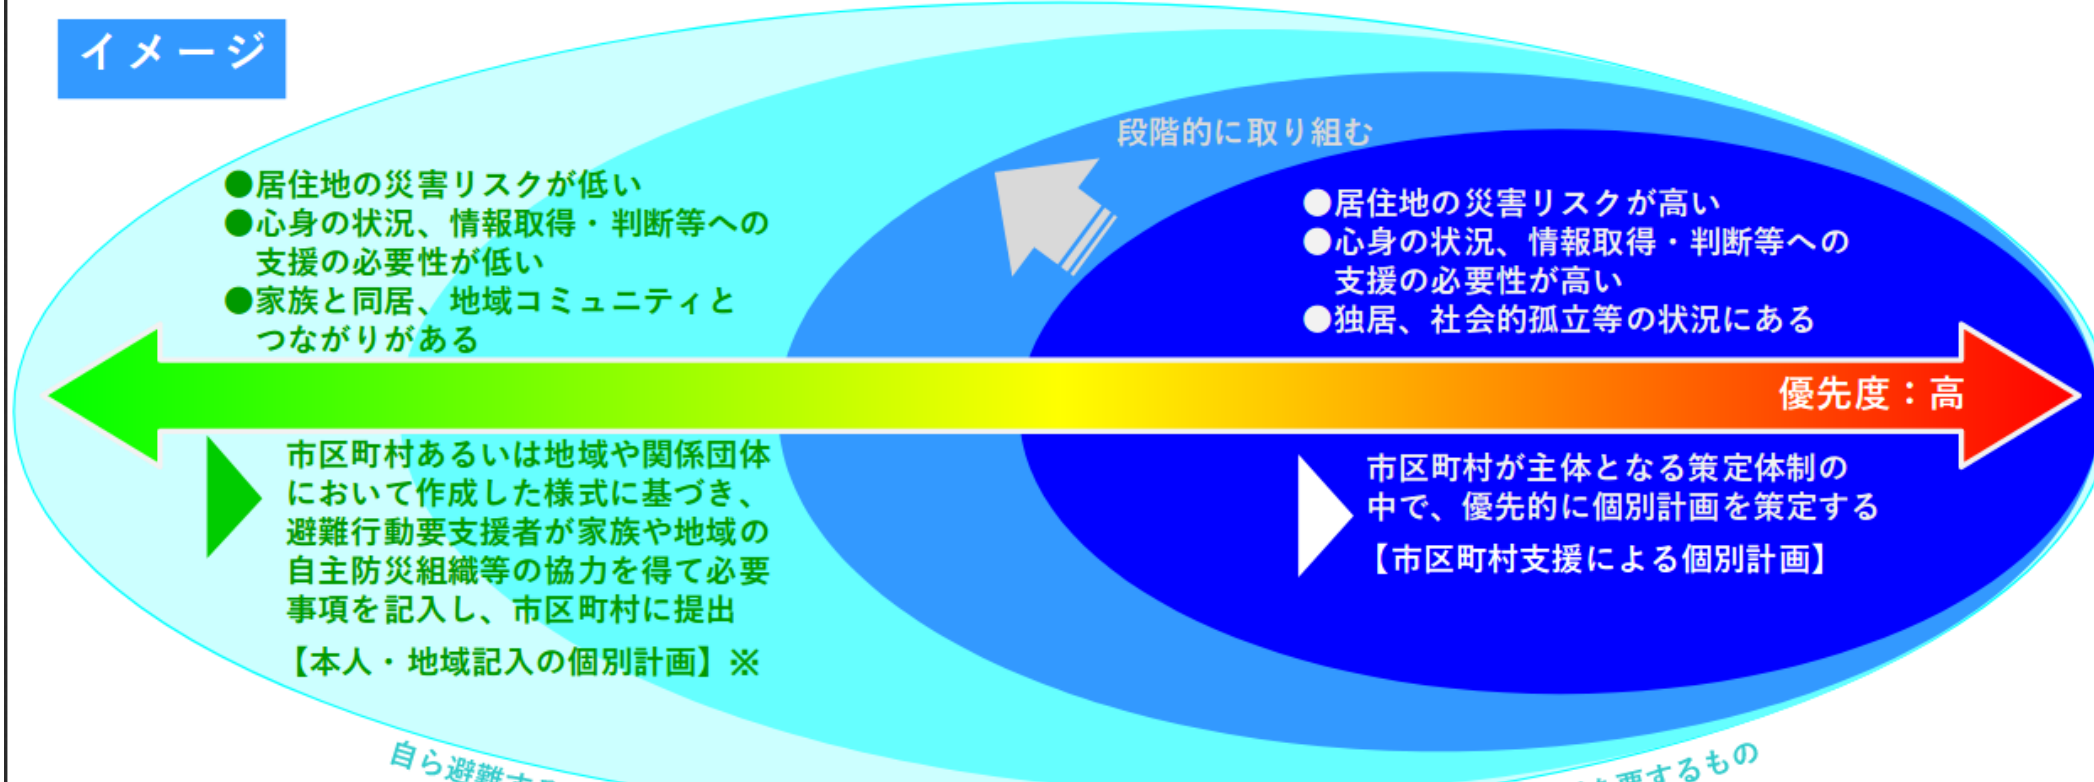 イメージ
段階的に取り組む
●居住地の災害リスクが低い
●心身の状況、情報取得・判断等への
支援の必要性が低い
●家族と同居、地域コミュニティと
つながりがある
●居住地の災害リスクが高い
●心身の状況、情報取得・判断等への
支援の必要性が高い
●独居、社会的孤立等の状況にある
優先度：高
市区町村あるいは地域や関係団体
において作成した様式に基づき、
避難行動要支援者が家族や地域の
自主防災組織等の協力を得て必要
事項を記入し、市区町村に提出
【本人・地域記入の個別計画】※
市区町村が主体となる策定体制の
中で、優先的に個別計画を策定する
【市区町村支援による個別計画】
自ら避難する
要するもの